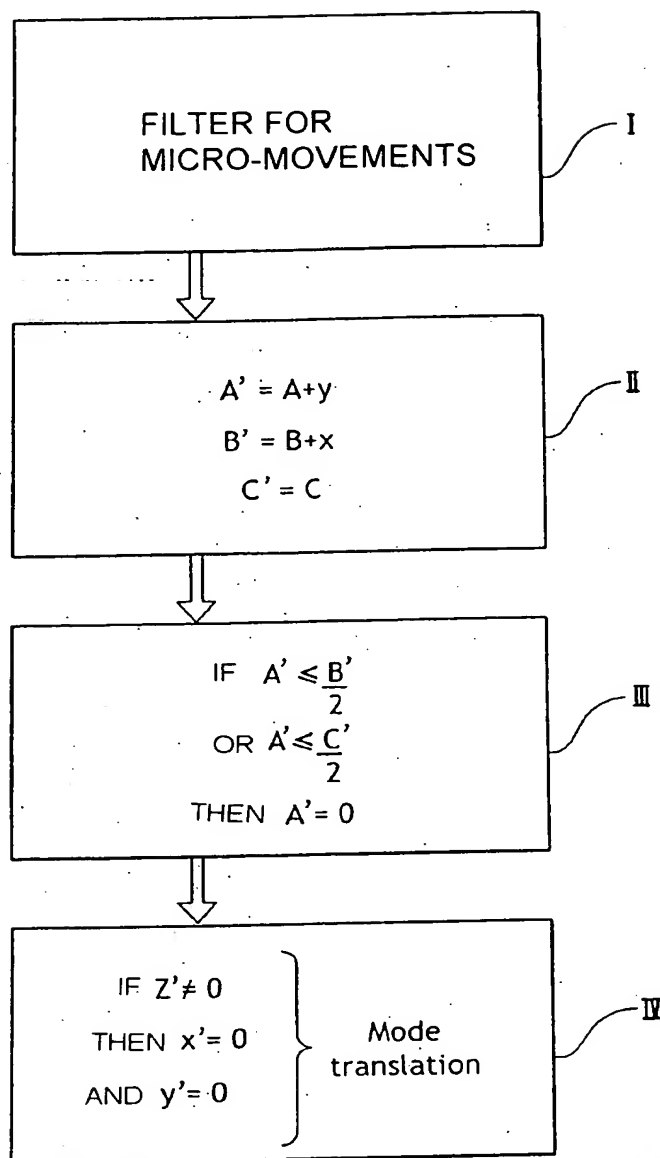 FILTER FOR
MICRO-MOVEMENTS
I
A' = A+y
B' = B+x
C' = C
II
IF A' ≤ B'/2
OR A' ≤ C'/2
THEN A' = 0
III
IF Z' ≠ 0
THEN x' = 0
AND y' = 0
Mode
translation
IV